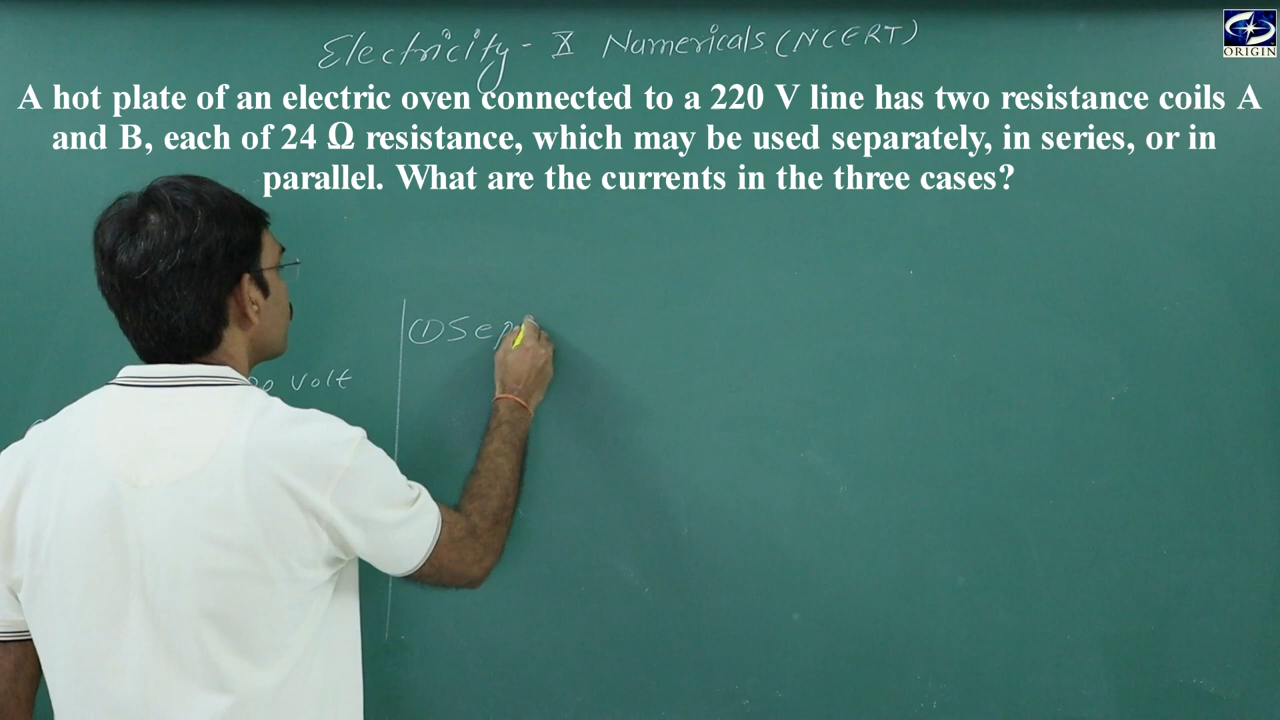 Electricity - X Numericals (NCERT)
ORIGIN
A hot plate of an electric oven connected to a 220 V line has two resistance coils A
and B, each of 24 Ω resistance, which may be used separately, in series, or in
parallel. What are the currents in the three cases?
① Sep
Volt